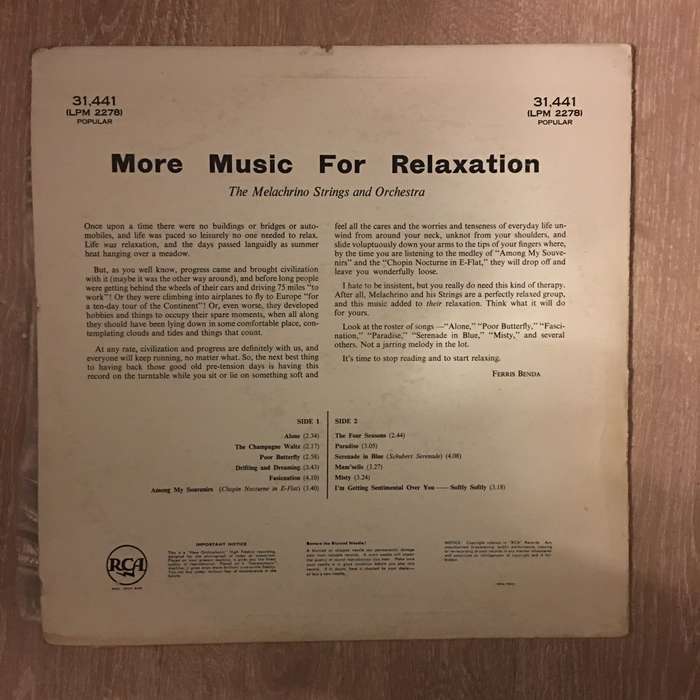 31,441
(LPM 2278)
POPULAR
31,441
(LPM 2278)
POPULAR
More Music For Relaxation
The Melachrino Strings and Orchestra
Once upon a time there were no buildings or bridges or auto-
mobiles, and life was paced so leisurely no one needed to relax.
Life was relaxation, and the days passed languidly as summer
heat hanging over a meadow.
But, as you well know, progress came and brought civilization
with it (maybe it was the other way around), and before long people
were getting behind the wheels of their cars and driving 75 miles "to
work"! Or they were climbing into airplanes to fly to Europe "for
a ten-day tour of the Continent"! Or, even worse, they developed
hobbies and things to occupy their spare moments, when all along
they should have been lying down in some comfortable place, con-
templating clouds and tides and things that count.
At any rate, civilization and progress are definitely with us, and
everyone will keep running, no matter what. So, the next best thing
to having back those good old pre-tension days is having this
record on the turntable while you sit or lie on something soft and
feel all the cares and the worries and tenseness of everyday life un-
wind from around your neck, unknot from your shoulders, and
slide voluptuously down your arms to the tips of your fingers where,
by the time you are listening to the medley of "Among My Souve-
nirs" and the "Chopin Nocturne in E-Flat," they will drop off and
leave you wonderfully loose.
I hate to be insistent, but you really do need this kind of therapy.
After all, Melachrino and his Strings are a perfectly relaxed group,
and this music added to their relaxation. Think what it will do
for yours.
Look at the roster of songs—"Alone," "Poor Butterfly," "Fasci-
nation," "Paradise," "Serenade in Blue," "Misty," and several
others. Not a jarring melody in the lot.
It's time to stop reading and to start relaxing.
FERRIS BENDA
SIDE 1
Alone (2.34)
The Champagne Waltz (2.17)
Poor Butterfly (2.58)
Drifting and Dreaming (3.43)
Fascination (4.10)
Among My Souvenirs (Chopin Nocturne in E-Flat) (3.40)
SIDE 2
The Four Seasons (2.44)
Paradise (3.05)
Serenade in Blue (Schubert Serenade) (4.08)
Mam'selle (3.27)
Misty (3.24)
I'm Getting Sentimental Over You — Softly Softly (3.18)
RCA
IMPORTANT NOTICE
Beware the Blunted Needle!